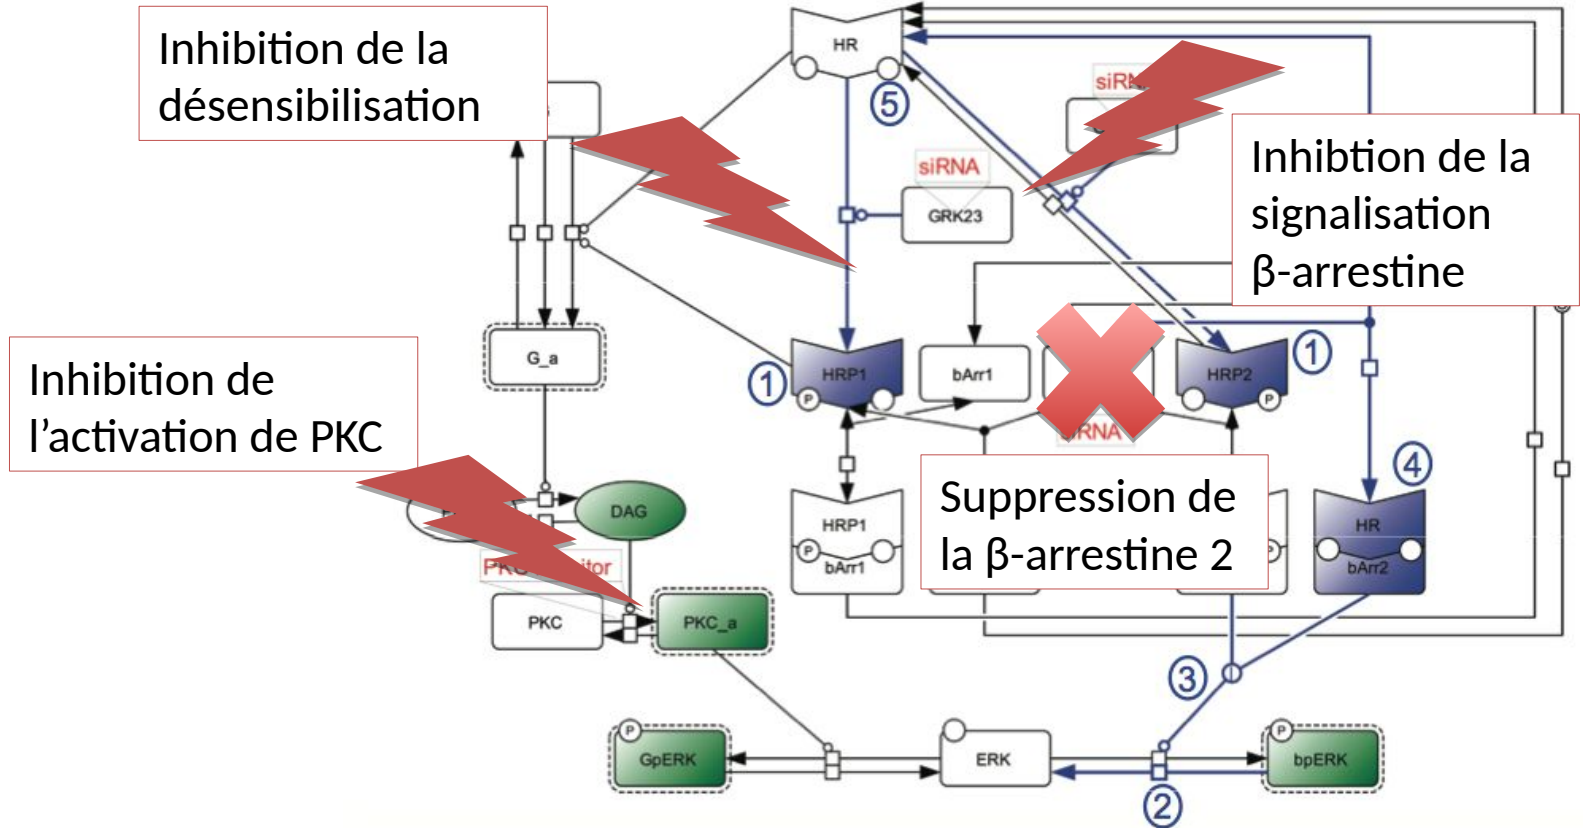 Inhibition de la
désensibilisation
HR
5
siRNA
GRK23
Inhibtion de la
signalisation
β-arrestine
G_a
Inhibition de
l’activation de PKC
1
HRP1
P
bArr1
HRP2
P
1
Suppression de
la β-arrestine 2
4
DAG
HRP1
P
bArr1
P
HR
bArr2
PKC
PKC_a
3
P
GpERK
ERK
P
bpERK
2